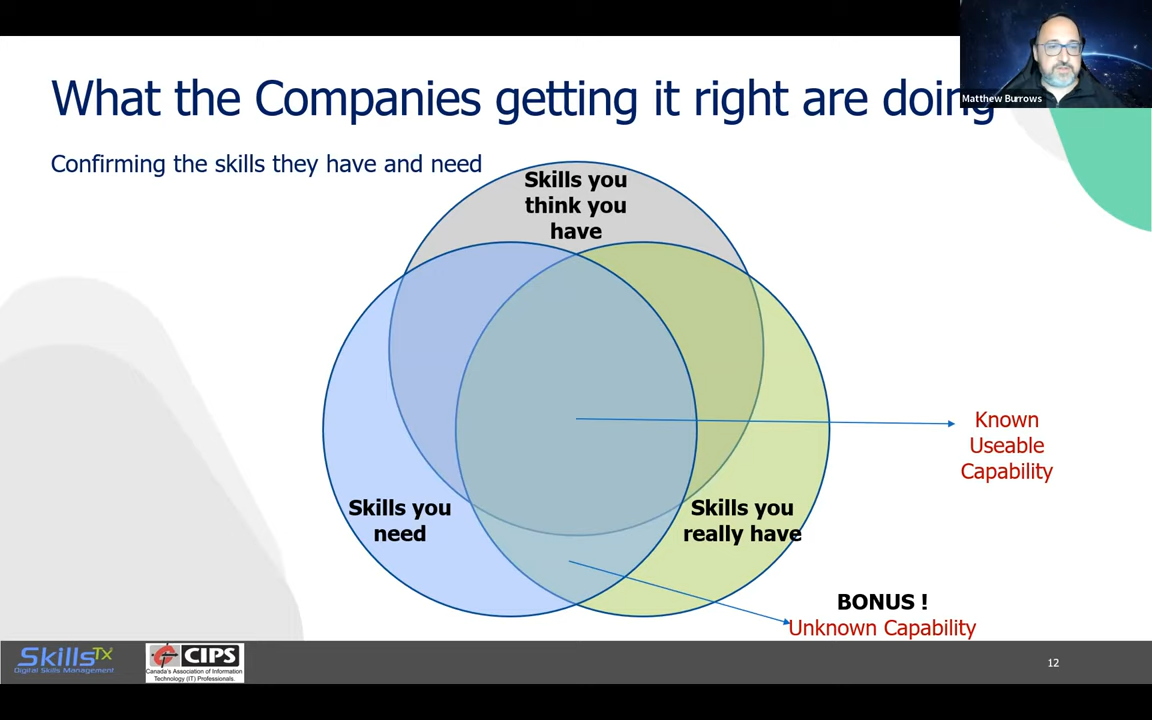 What the Companies getting it right are doing
Matthew Burrows
Confirming the skills they have and need
Skills you
think you
have
Known
Useable
Capability
Skills you
need
Skills you
really have
BONUS !
Unknown Capability
SkillsTX
Digital Skills Management
CIPS
Canada's Association of Information
Technology (IT) Professionals.
12